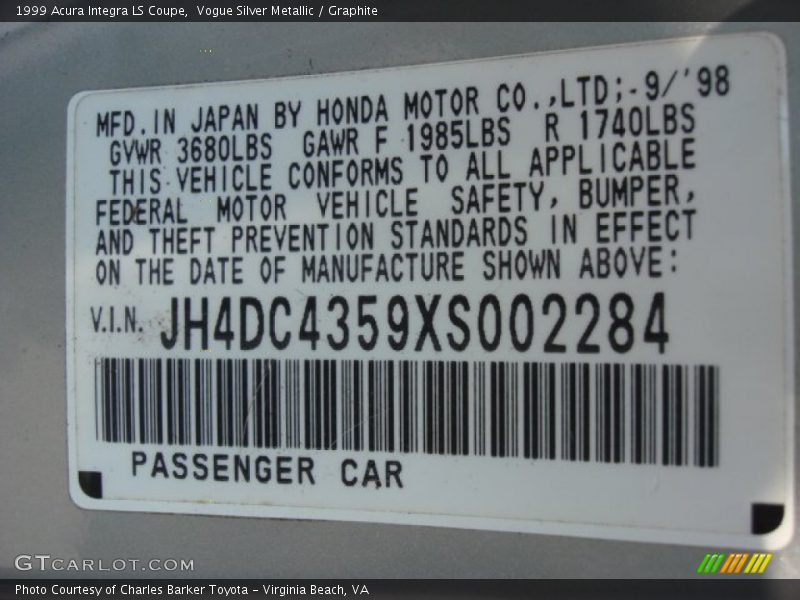 1999 Acura Integra LS Coupe,  Vogue Silver Metallic / Graphite
MFD. IN JAPAN BY HONDA MOTOR CO.,LTD; - 9/'98
GVWR 3680LBS GAWR F 1985LBS R 1740LBS
THIS VEHICLE CONFORMS TO ALL APPLICABLE
FEDERAL MOTOR VEHICLE SAFETY, BUMPER,
AND THEFT PREVENTION STANDARDS IN EFFECT
ON THE DATE OF MANUFACTURE SHOWN ABOVE:
V.I.N. JH4DC4359XS002284
PASSENGER CAR
GTCARLOT.COM
Photo Courtesy of Charles Barker Toyota - Virginia Beach, VA